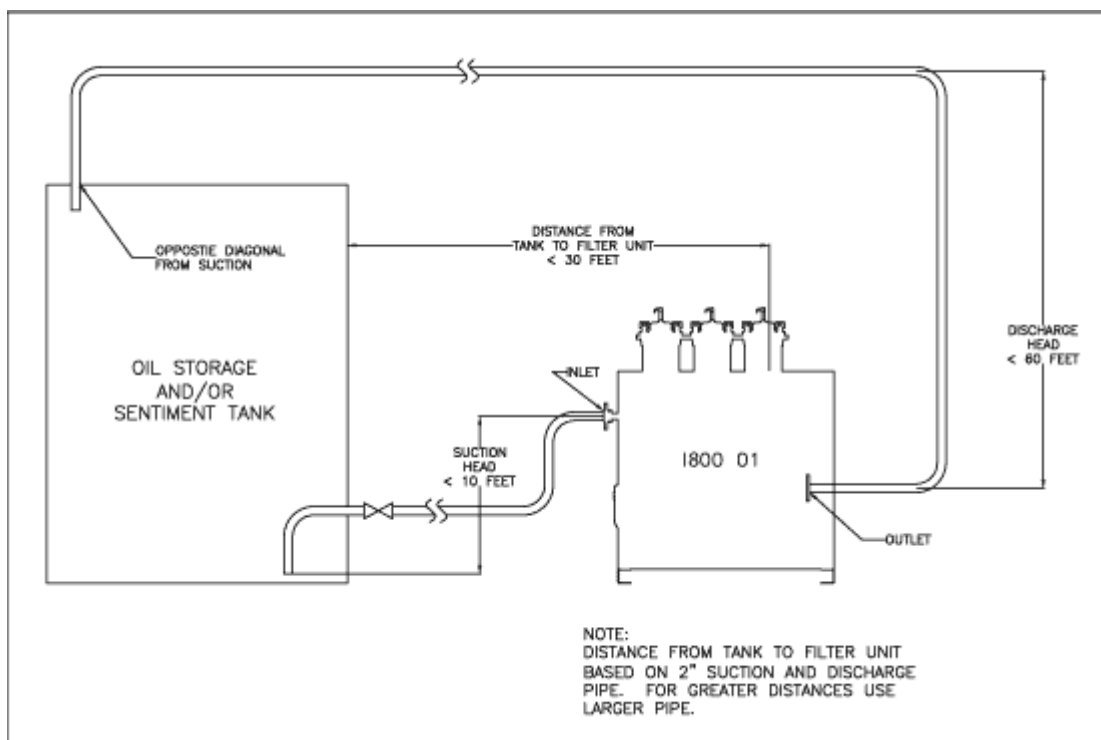 OPPOSTIE DIAGONAL
FROM SUCTION
DISTANCE FROM
TANK TO FILTER UNIT
< 30 FEET
DISCHARGE
HEAD
< 60 FEET
OIL STORAGE
AND/OR
SENTIMENT TANK
INLET
SUCTION
HEAD
< 10 FEET
1800 01
OUTLET
NOTE:
DISTANCE FROM TANK TO FILTER UNIT
BASED ON 2" SUCTION AND DISCHARGE
PIPE. FOR GREATER DISTANCES USE
LARGER PIPE.